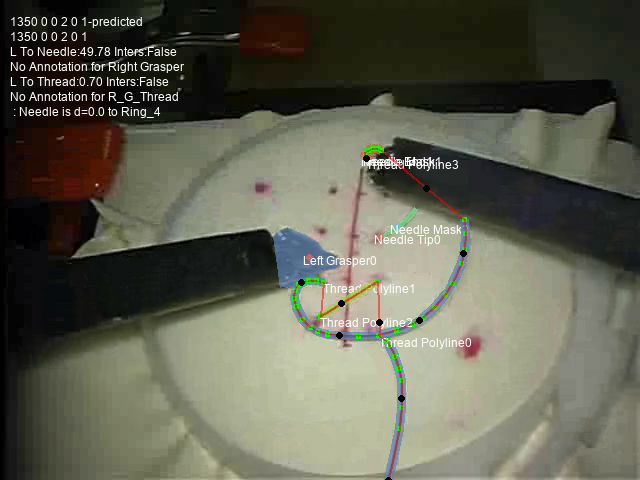 1350 0 0 2 0 1-predicted
1350 0 0 2 0 1
L To Needle:49.78 Inters:False
No Annotation for Right Grasper
L To Thread:0.70 Inters:False
No Annotation for R_G_Thread
: Needle is d=0.0 to Ring_4
Thread Polyline3
Needle Mask
Needle Tip0
Left Grasper0
Thread Polyline1
Thread Polyline2
Thread Polyline0